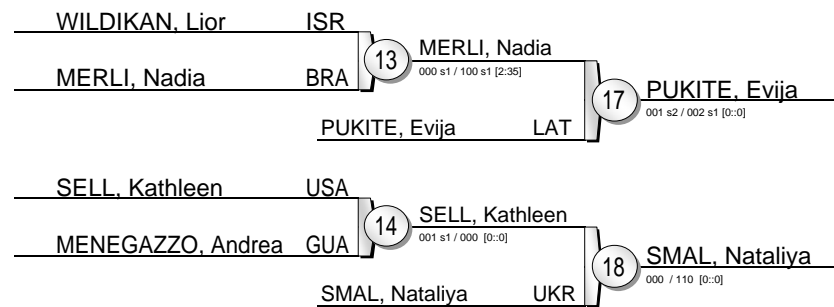 WILDIKAN, Lior ISR
MERLI, Nadia BRA
13
MERLI, Nadia
000 s1 / 100 s1 [2:35]
PUKITE, Evija LAT
17
PUKITE, Evija
001 s2 / 002 s1 [0::0]
SELL, Kathleen USA
MENEGAZZO, Andrea GUA
14
SELL, Kathleen
001 s1 / 000 [0::0]
SMAL, Nataliya UKR
18
SMAL, Nataliya
000 / 110 [0::0]